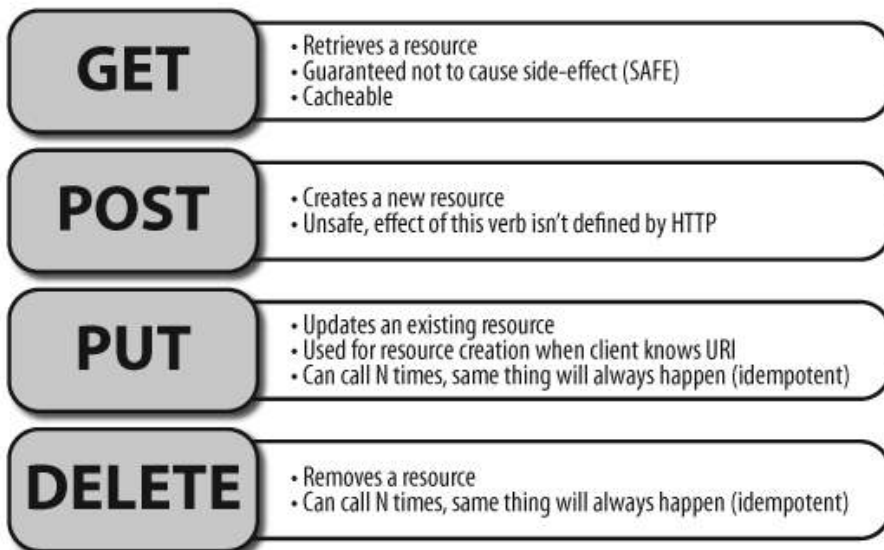 GET
• Retrieves a resource
• Guaranteed not to cause side-effect (SAFE)
• Cacheable
POST
• Creates a new resource
• Unsafe, effect of this verb isn’t defined by HTTP
PUT
• Updates an existing resource
• Used for resource creation when client knows URI
• Can call N times, same thing will always happen (idempotent)
DELETE
• Removes a resource
• Can call N times, same thing will always happen (idempotent)